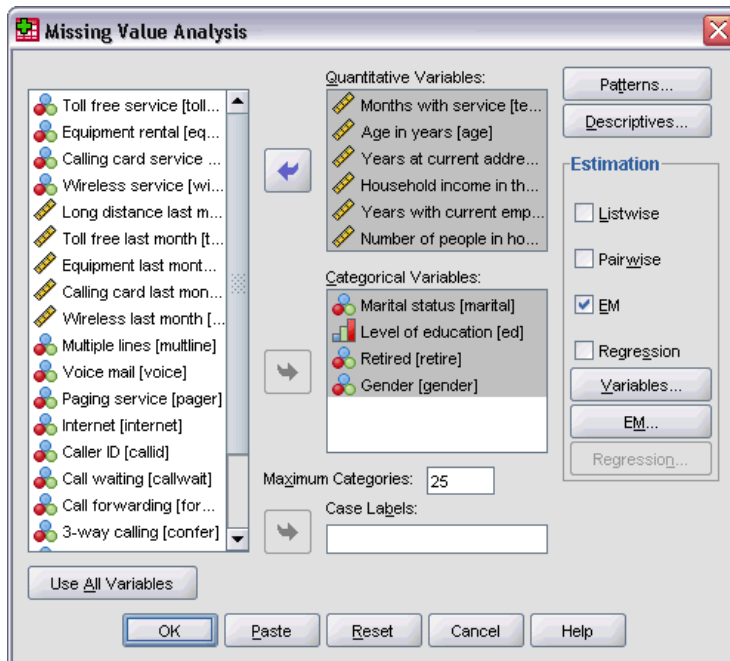 Missing Value Analysis
Toll free service [toll...
Equipment rental [eq...
Calling card service ...
Wireless service [wi...
Long distance last m...
Toll free last month [t...
Equipment last mont...
Calling card last mon...
Wireless last month [...
Multiple lines [multline]
Voice mail [voice]
Paging service [pager]
Internet [internet]
Caller ID [callid]
Call waiting [callwait]
Call forwarding [for...
3-way calling [confer]
Use All Variables
Quantitative Variables:
Months with service [te...
Age in years [age]
Years at current addre...
Household income in th...
Years with current emp...
Number of people in ho...
Categorical Variables:
Marital status [marital]
Level of education [ed]
Retired [retire]
Gender [gender]
Maximum Categories: 25
Case Labels:
Patterns...
Descriptives...
Estimation
Listwise
Pairwise
EM
Regression
Variables...
EM...
Regression...
OK
Paste
Reset
Cancel
Help